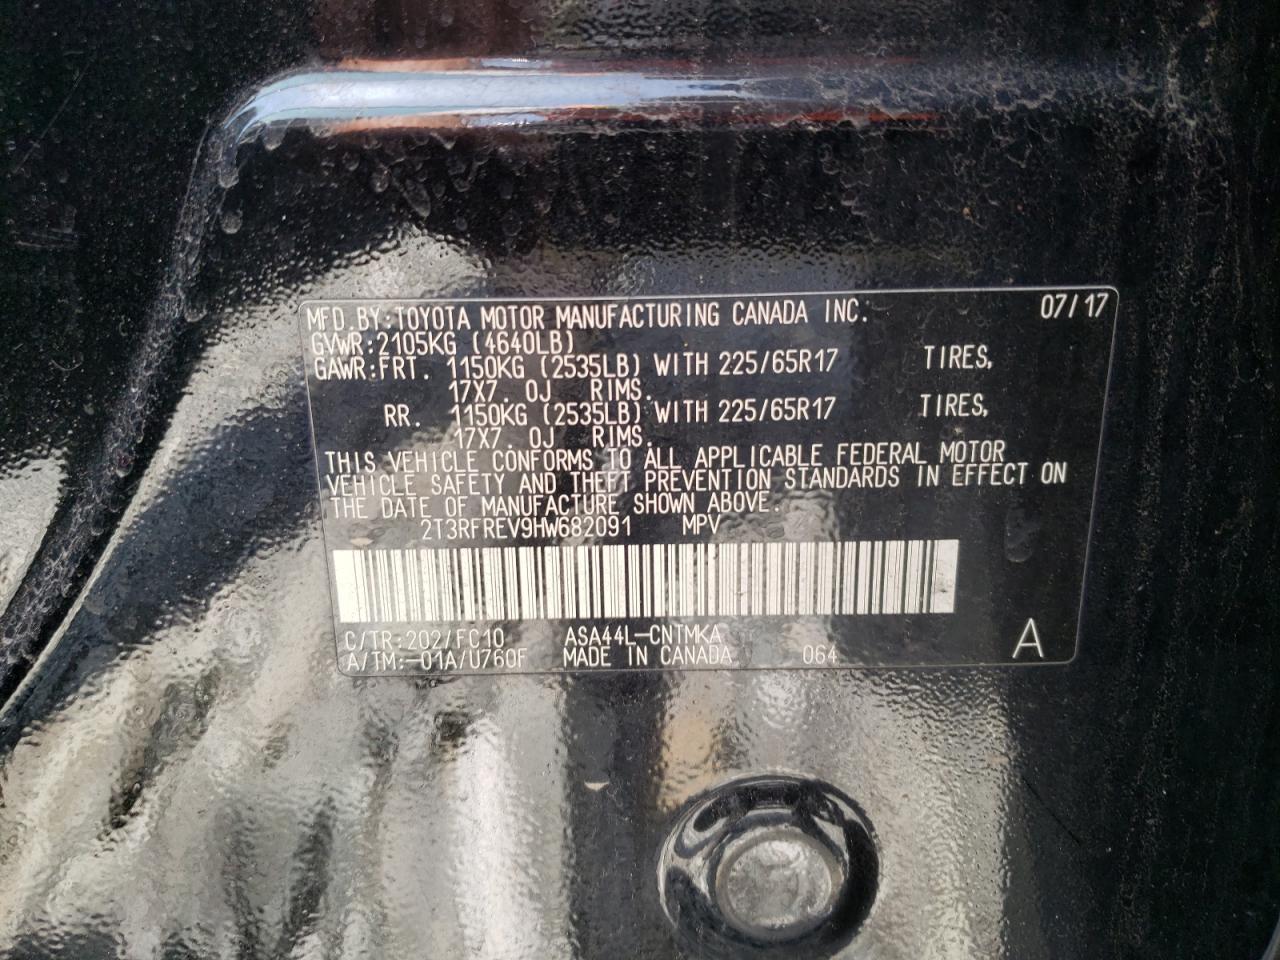 MFD.BY:TOYOTA MOTOR MANUFACTURING CANADA INC. 07/17
GVWR:2105KG (4640LB)
GAWR:FRT. 1150KG (2535LB) WITH 225/65R17 TIRES,
17X7. 0J RIMS.
RR. 1150KG (2535LB) WITH 225/65R17 TIRES,
17X7. 0J RIMS.
THIS VEHICLE CONFORMS TO ALL APPLICABLE FEDERAL MOTOR
VEHICLE SAFETY AND THEFT PREVENTION STANDARDS IN EFFECT ON
THE DATE OF MANUFACTURE SHOWN ABOVE.
2T3RFREV9HW682091 MPV
C/TR:202/FC10 ASA44L-CNTMKA
A/TM:-01A/U760F MADE IN CANADA 064 A